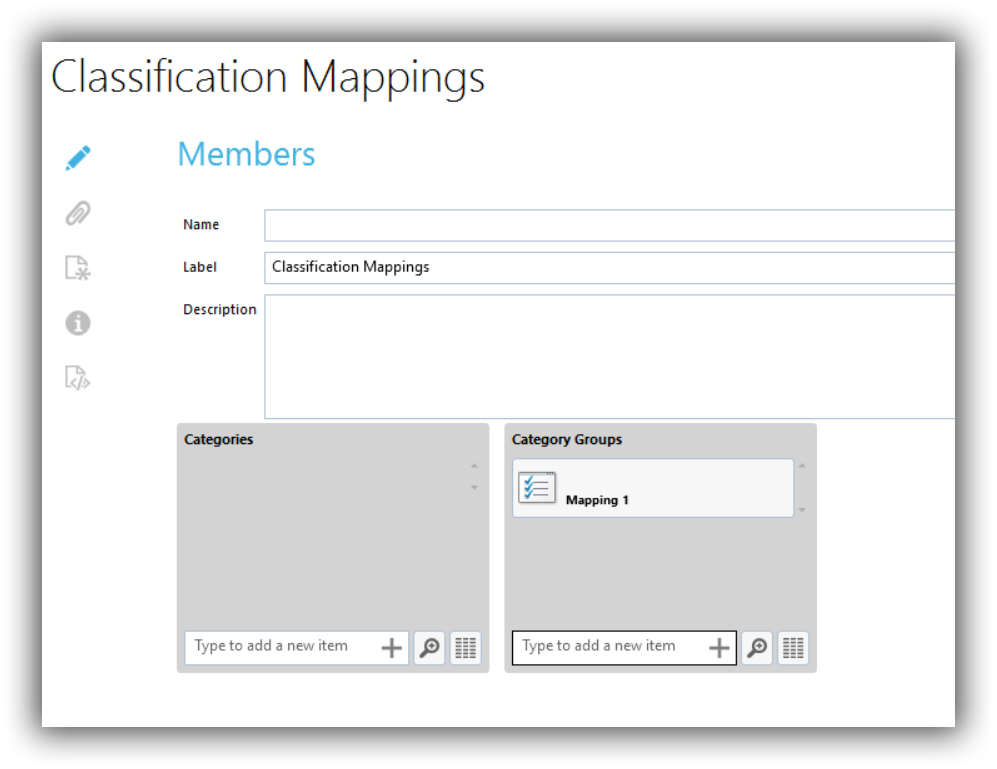 Classification Mappings
Members
Name
Label Classification Mappings
Description
Categories
Type to add a new item
Category Groups
Mapping 1
Type to add a new item